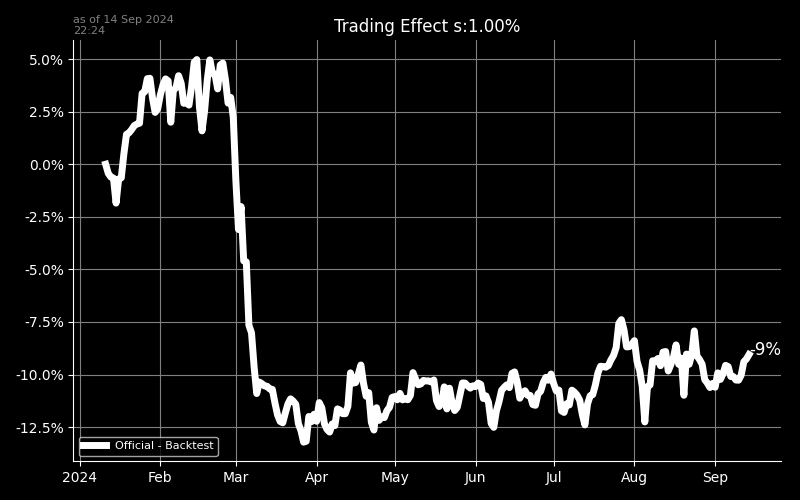 as of 14 Sep 2024
22:24
Trading Effect s:1.00%
5.0%
2.5%
0.0%
-2.5%
-5.0%
-7.5%
-10.0%
-12.5%
-9%
Official - Backtest
2024 Feb Mar Apr May Jun Jul Aug Sep